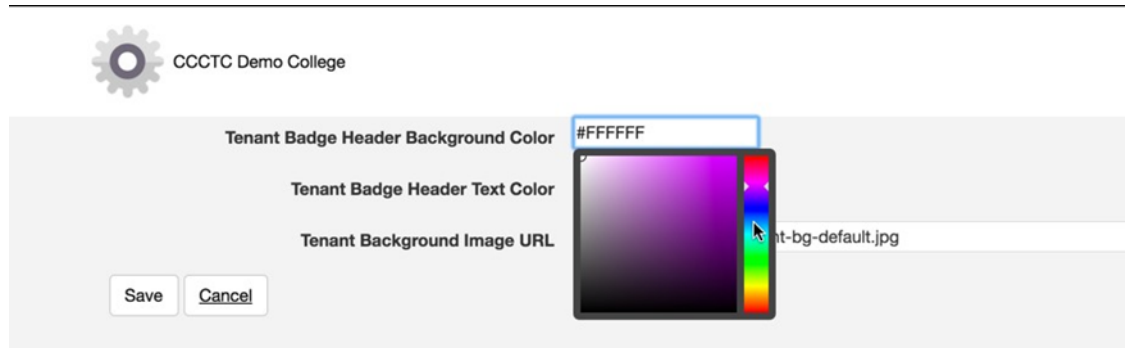 CCCTC Demo College
Tenant Badge Header Background Color #FFFFFF
Tenant Badge Header Text Color
Tenant Background Image URL nt-bg-default.jpg
Save Cancel